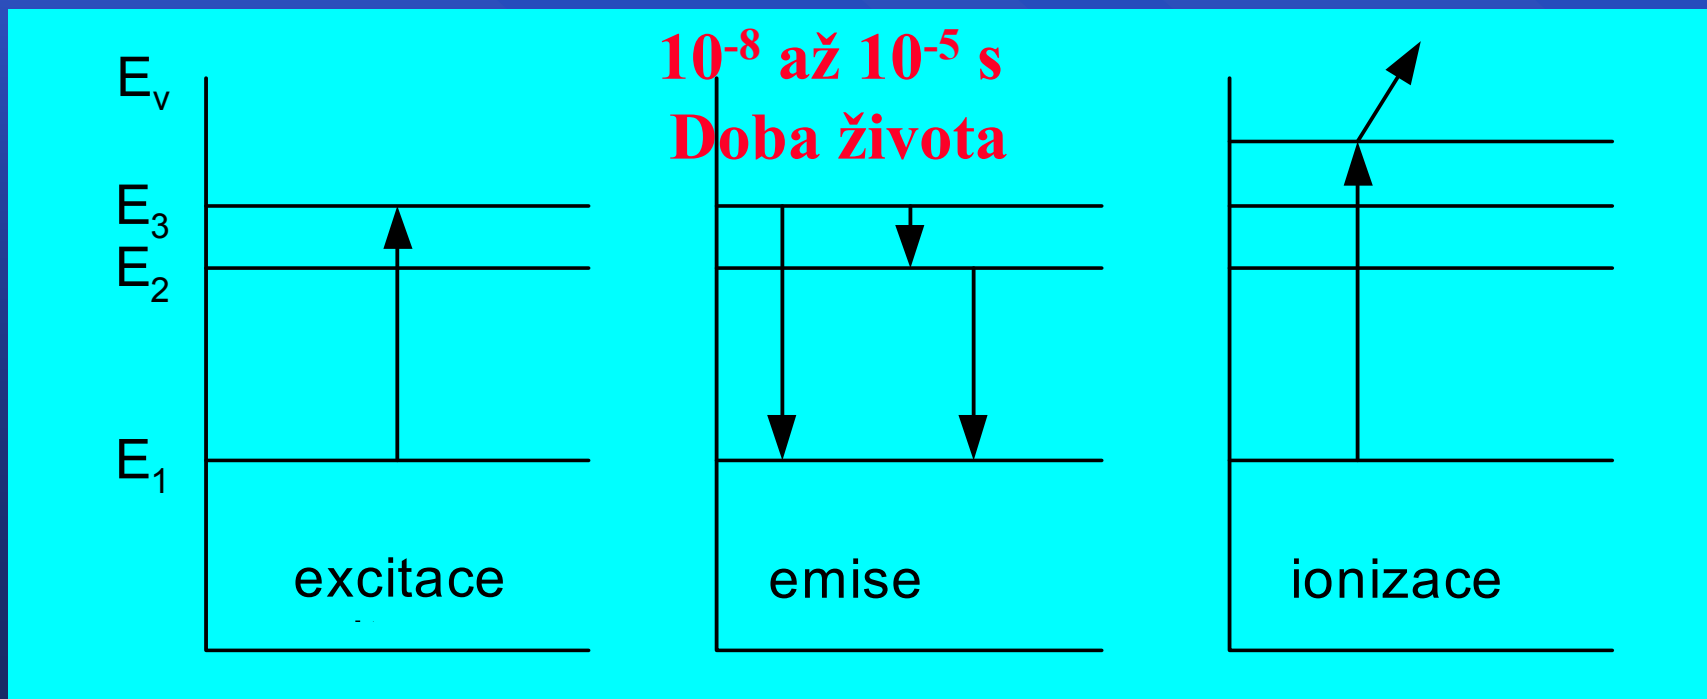 10⁻⁸ až 10⁻⁵ s
Doba života
Eᵥ
E₃
E₂
E₁
excitace
emise
ionizace